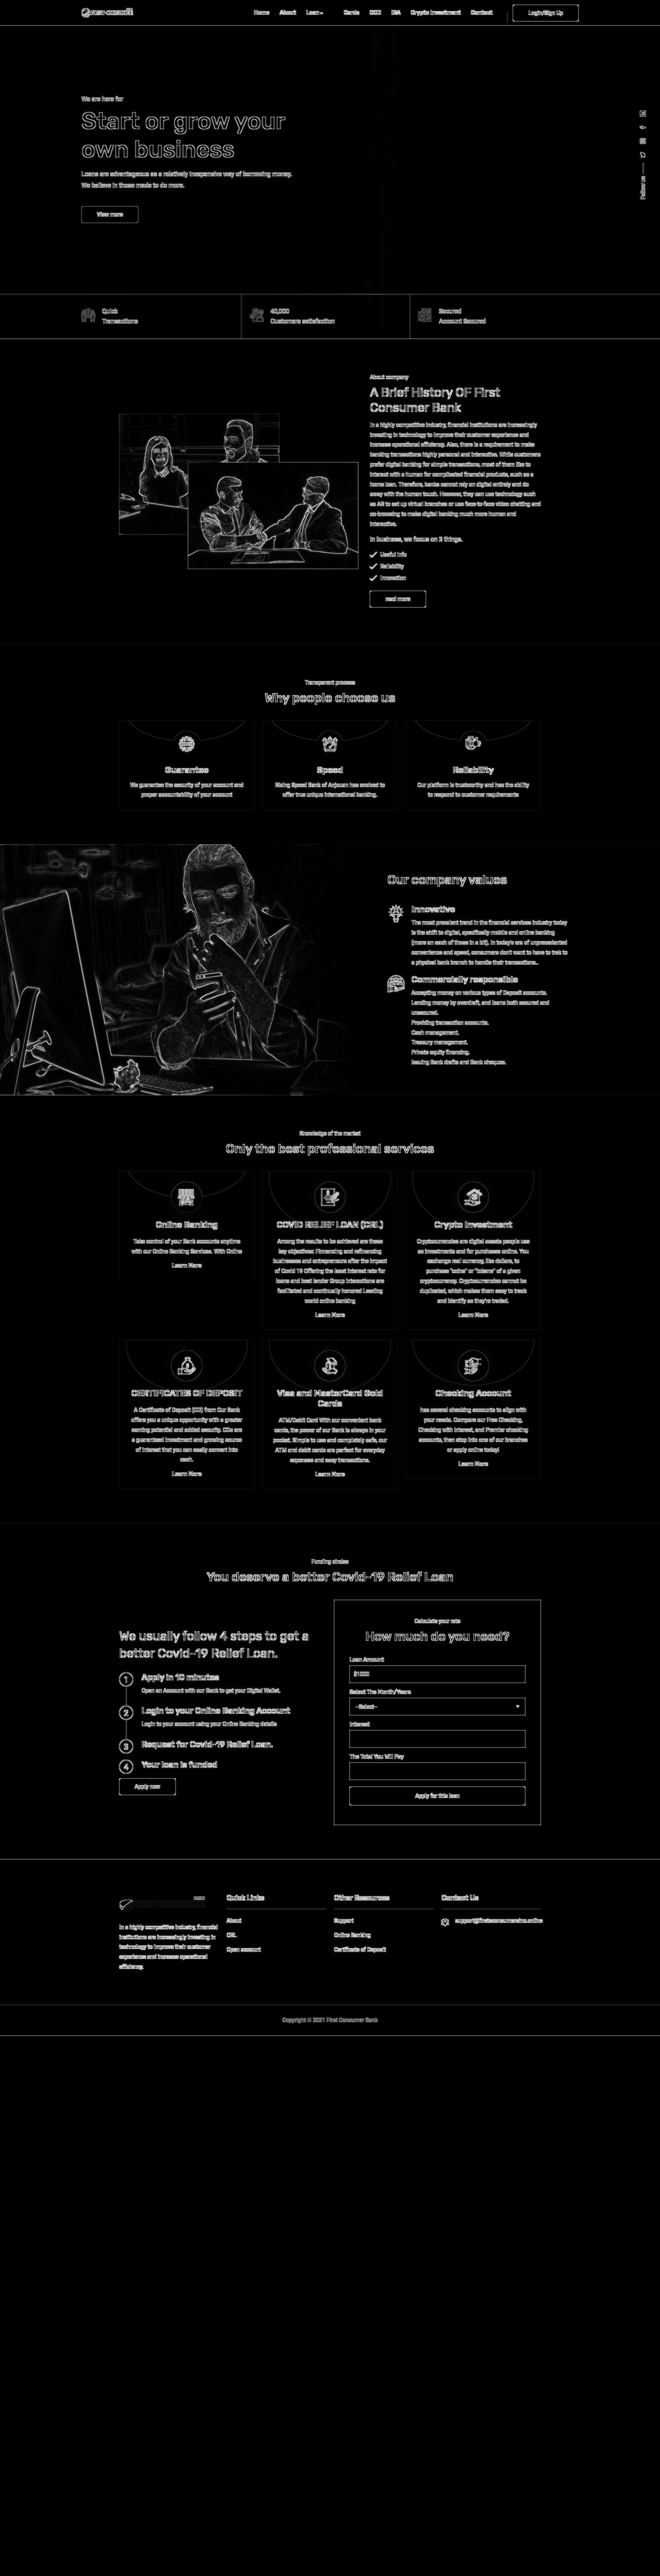 Home About Loan Cards COD IRA Crypto Investment Contact Login/Sign Up
We are here for
Start or grow your
own business
Loans are advantageous as a relatively inexpensive way of borrowing money.
We believe in those made to do more.
View more
Follow us
Quick
Transactions
40,000
Customers satisfaction
Secured
Account Secured
About company
A Brief History OF First
Consumer Bank
In a highly competitive industry, financial institutions are increasingly
investing in technology to improve their customer experience and
increase operational efficiency. Also, there is a requirement to make
banking transactions highly personal and interactive. While customers
prefer digital banking for simple transactions, most of them like to
interact with a human for complicated financial products, such as a
home loan. Therefore, banks cannot rely on digital entirely and do
away with the human touch. However, they can use technology such
as AR to set up virtual branches or use face-to-face video chatting and
co-browsing to make digital banking much more human and
interactive.
In business, we focus on 3 things.
Useful Info
Reliability
Innovation
read more
Transparent process
Why people choose us
Guarantee
We guarantee the security of your account and
proper accountability of your account
Speed
Rising Speed Bank of Anjouan has evolved to
offer true unique international banking.
Reliability
Our platform is trustworthy and has the ability
to respond to customer requirements
Our company values
Innovative
The most prevalent trend in the financial services industry today
is the shift to digital, specifically mobile and online banking
(more on each of those in a bit). In today's era of unprecedented
convenience and speed, consumers don't want to have to trek to
a physical bank branch to handle their transactions..
Commercially responsible
Accepting money on various types of Deposit accounts.
Lending money by overdraft, and loans both secured and
unsecured.
Providing transaction accounts.
Cash management.
Treasury management.
Private equity financing.
Issuing Bank drafts and Bank cheques.
Knowledge of the market
Only the best professional services
Online Banking
Take control of your Bank accounts anytime
with our Online Banking Services. With Online
Learn More
COVID RELIEF LOAN (CRL)
Among the results to be achieved are these
key objectives: Finnancing and refinancing
businesses and entrepreneurs after the impact
of Covid 19 Offering the least interest rate for
loans and best lender Group interactions are
facilitated and continually honored Leading
world online banking
Learn More
Crypto Investment
Cryptocurrencies are digital assets people use
as investments and for purchases online. You
exchange real currency, like dollars, to
purchase "coins" or "tokens" of a given
cryptocurrency. Cryptocurrencies cannot be
duplicated, which makes them easy to track
and identify as they're traded.
Learn More
CERTIFICATES OF DEPOSIT
A Certificate of Deposit (CD) from Our Bank
offers you a unique opportunity with a greater
earning potential and added security. CDs are
a guaranteed investment and growing source
of interest that you can easily convert into
cash.
Learn More
Visa and MasterCard Gold
Cards
ATM/Debit Card With our convenient bank
cards, the power of our Bank is always in your
pocket. Simple to use and completely safe, our
ATM and debit cards are perfect for everyday
expenses and easy transactions.
Learn More
Checking Account
has several checking accounts to align with
your needs. Compare our Free Checking,
Checking with Interest, and Premier checking
accounts, then stop into one of our branches
or apply online today!
Learn More
Funding circles
You deserve a better Covid-19 Relief Loan
We usually follow 4 steps to get a
better Covid-19 Relief Loan.
1 Apply in 10 minutes
Open an Account with our Bank to get your Digital Wallet.
2 Login to your Online Banking Account
Login to your account using your Online Banking details
3 Request for Covid-19 Relief Loan.
4 Your loan is funded
Apply now
Calculate your rate
How much do you need?
Loan Amount
$1000
Select The Month/Years
--Select--
Interest
The Total You Will Pay
Apply for this loan
In a highly competitive industry, financial
institutions are increasingly investing in
technology to improve their customer
experience and increase operational
efficiency.
Quick Links
About
CRL
Open account
Other Resources
Support
Online Banking
Certificate of Deposit
Contact Us
Copyright © 2021 First Consumer Bank